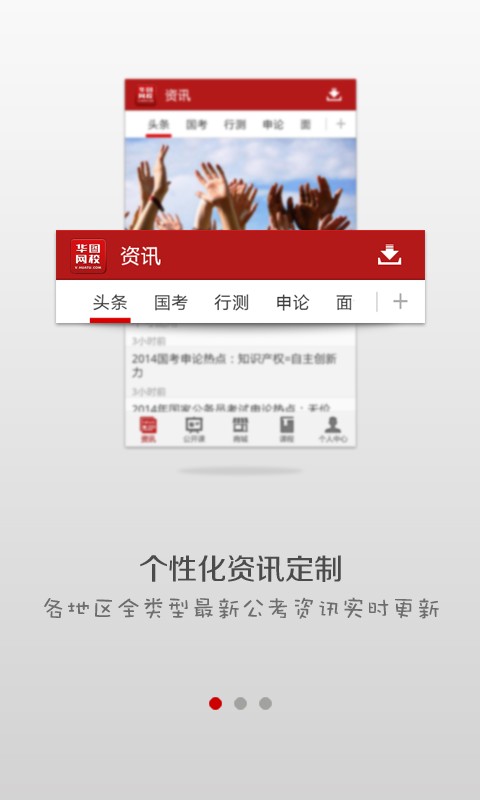 华图
网校
资讯
头条 国考 行测 申论 面 +
华图
网校
资讯
头条 国考 行测 申论 面 +
3小时前
2014国考申论热点：知识产权=自主创新
力
3小时前
2014年国家公务员考试申论热点：天价
资讯 公开课 商城 课程 个人中心
个性化资讯定制
各地区全类型最新公考资讯实时更新